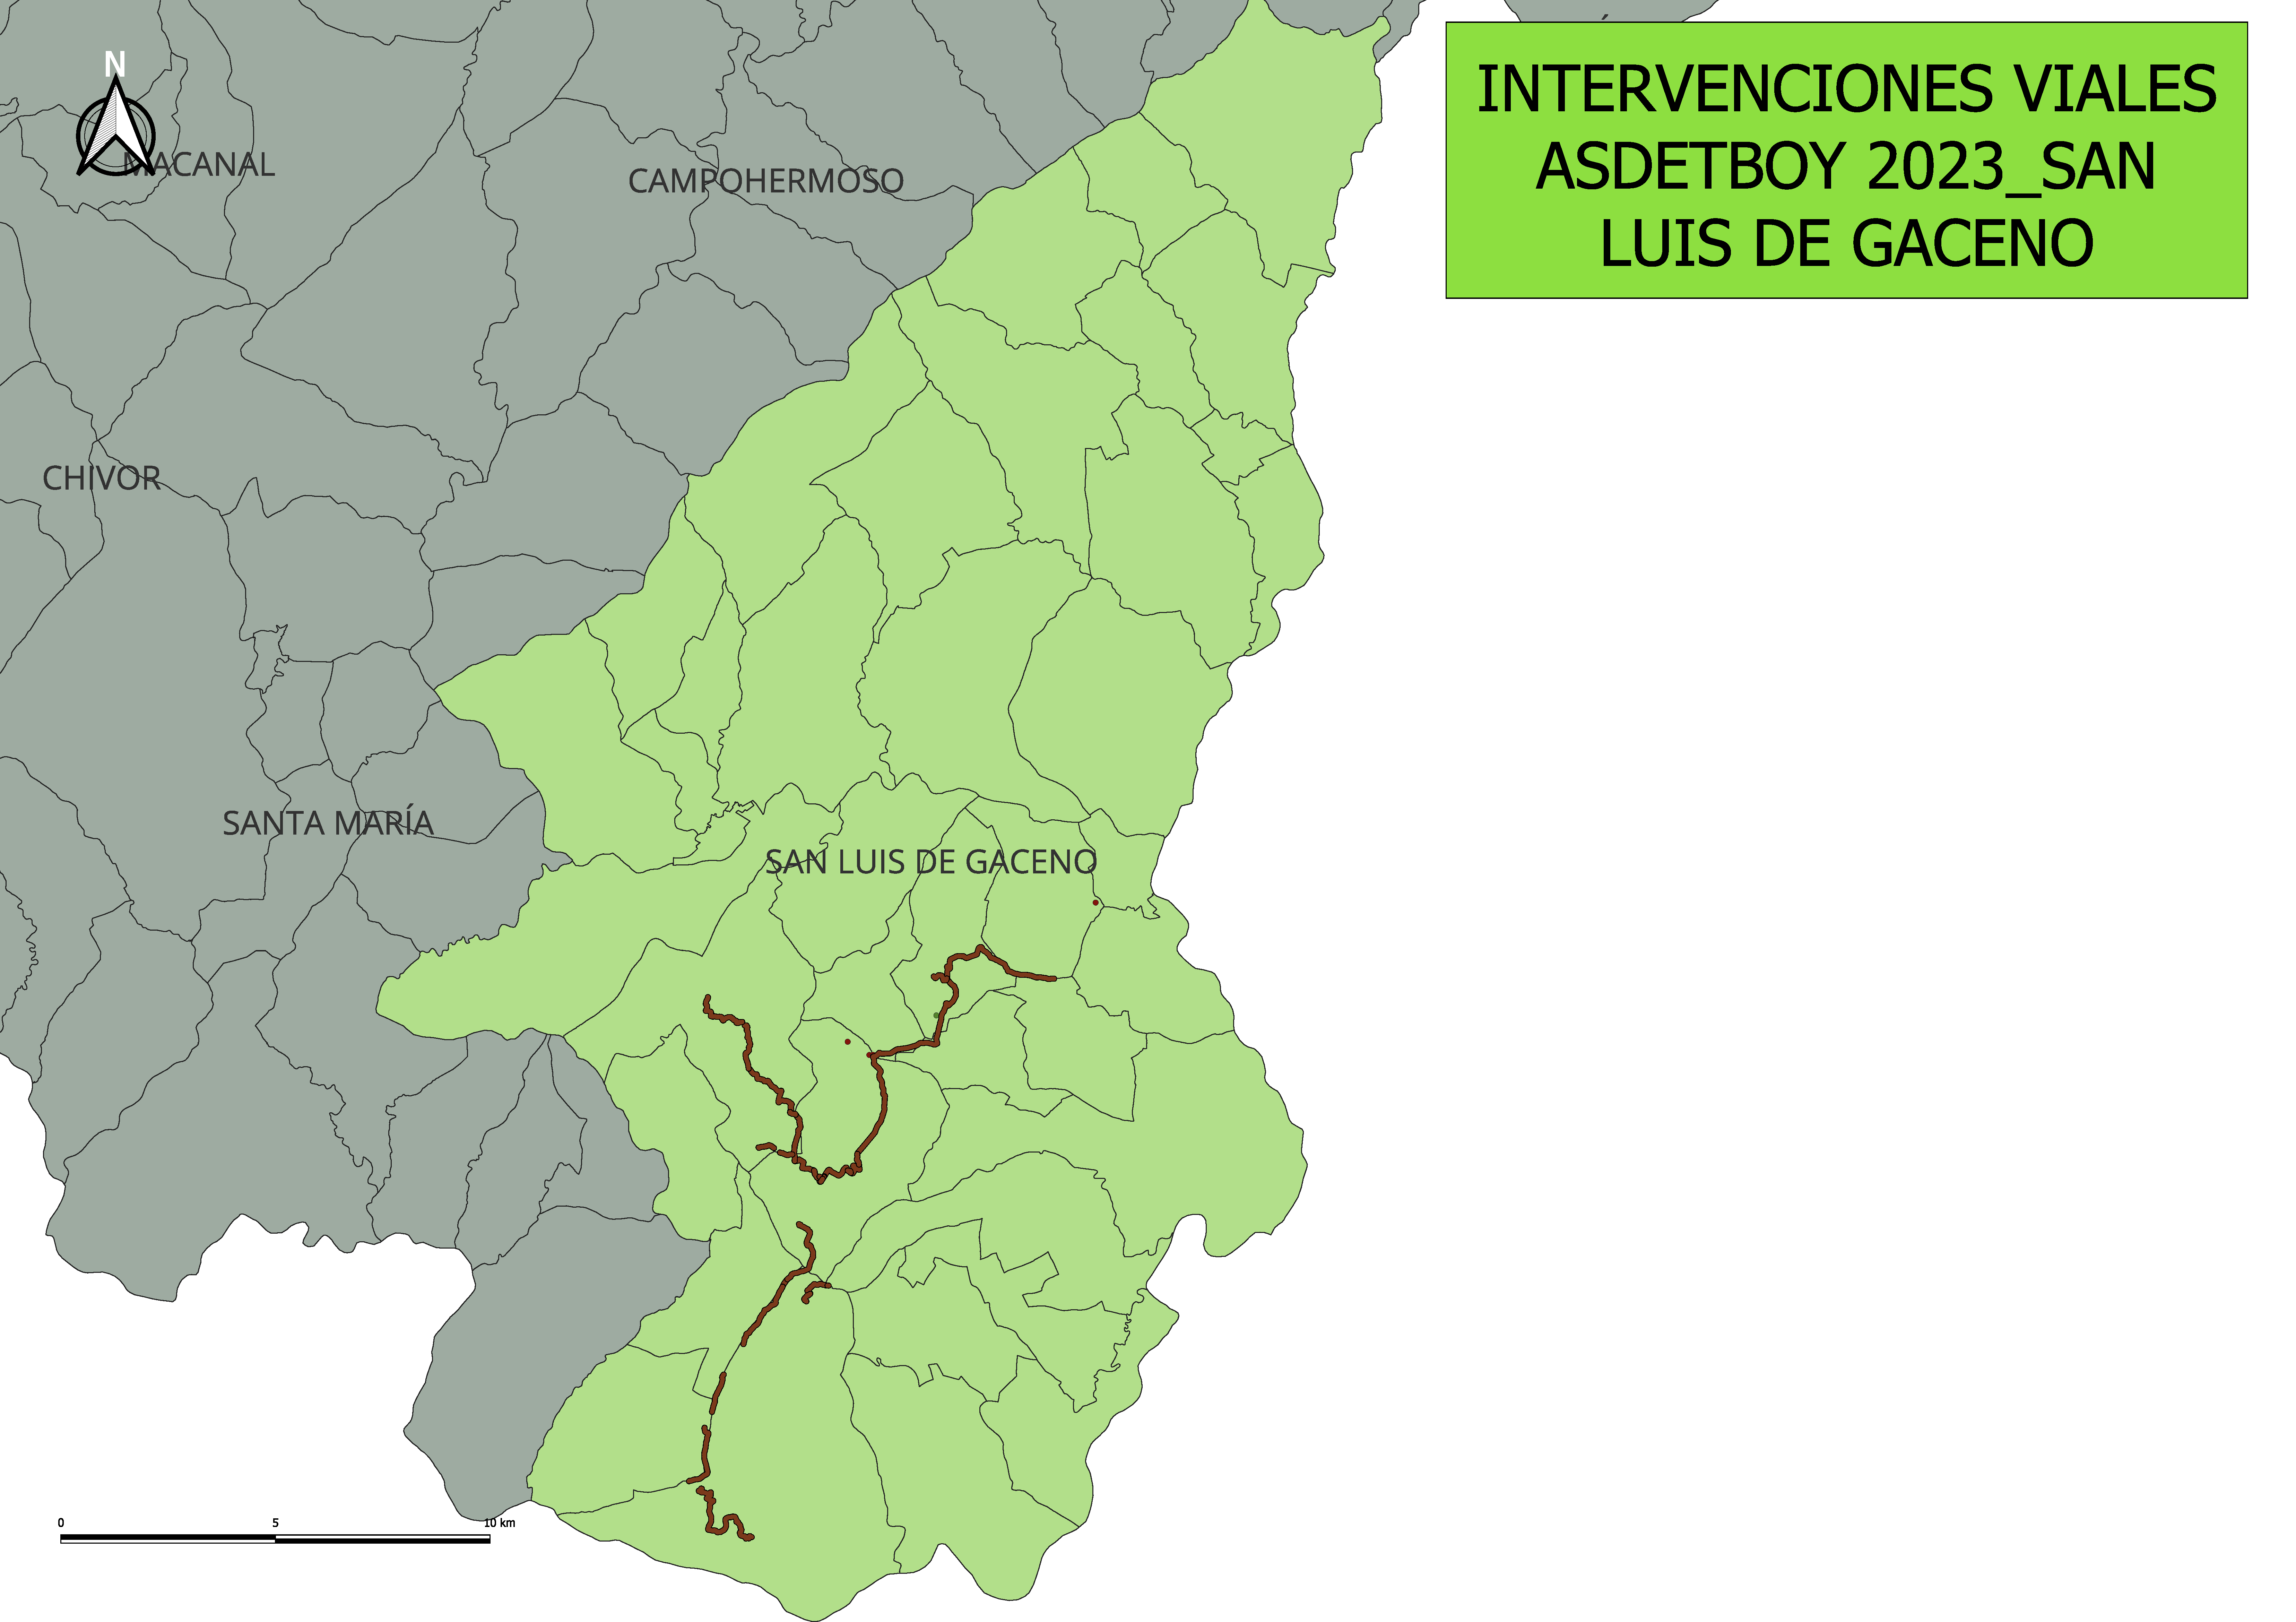 INTERVENCIONES VIALES
ASDETBOY 2023_SAN
LUIS DE GACENO
N
MACANAL
CAMPOHERMOSO
CHIVOR
SANTA MARÍA
SAN LUIS DE GACENO
0 5 10 km